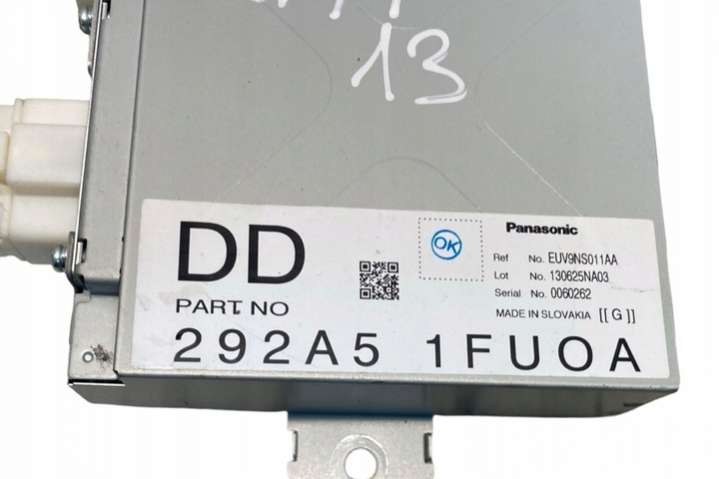 13
DD
PART NO
292A5 1FU0A
OK
Panasonic
Ref No. EUV9NS011AA
Lot No. 130625NA03
Serial No. 0060262
MADE IN SLOVAKIA [[ G ]]